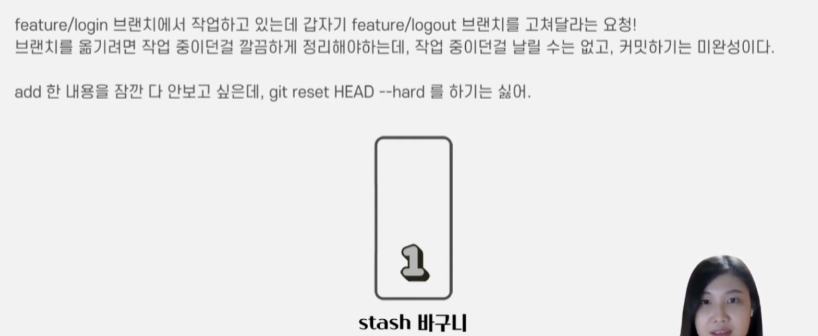 feature/login 브랜치에서 작업하고 있는데 갑자기 feature/logout 브랜치를 고쳐달라는 요청!
브랜치를 옮기려면 작업 중이던걸 깔끔하게 정리해야하는데, 작업 중이던걸 날릴 수는 없고, 커밋하기는 미완성이다.
add 한 내용을 잠깐 다 안보고 싶은데, git reset HEAD --hard 를 하기는 싫어.
1
stash 바구니